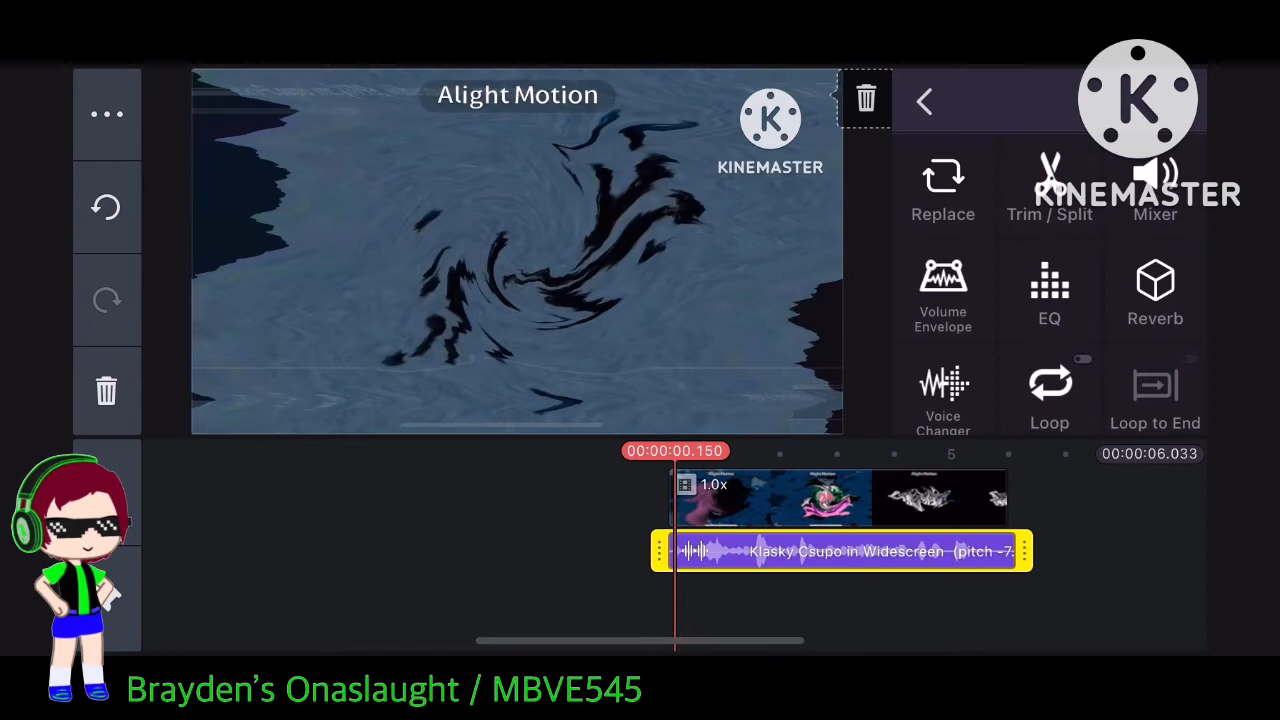 Alight Motion
K
KINEMASTER
K
KINEMASTER
Replace
Trim / Split
Mixer
Volume
Envelope
EQ
Reverb
Voice
Changer
Loop
Loop to End
00:00:00.150
5
00:00:06.033
1.0x
Klasky Csupo in Widescreen (pitch -7.
Brayden's Onaslaught / MBVE545